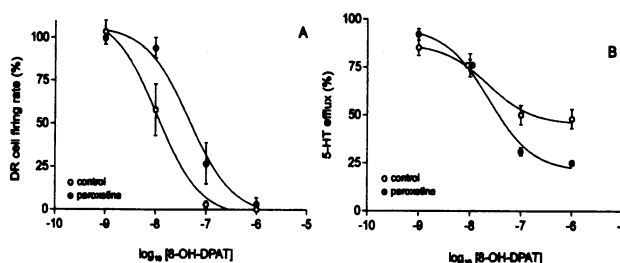 A
DR cell firing rate (%)
100
75
50
25
0
control
paroxatine
-10 -9 -8 -7 -6 -5
log₁₀ [8-OH-DPAT]
B
5-HT efflux (%)
100
75
50
25
0
control
paroxetine
-10 -9 -8 -7 -6 -5
log₁₀ [8-OH-DPAT]